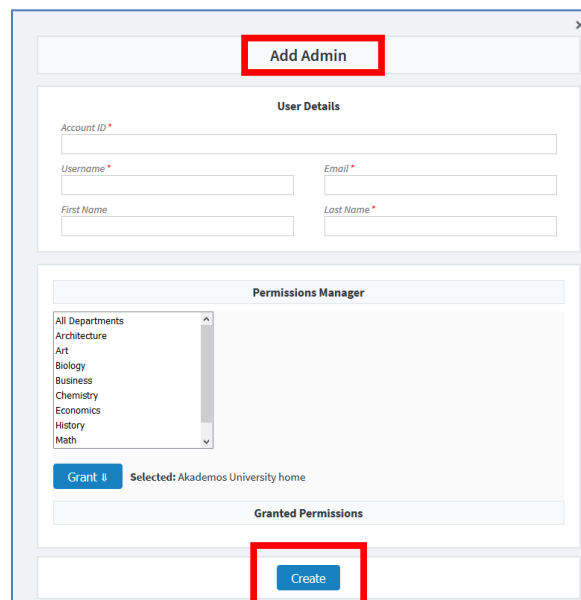 ×
Add Admin
User Details
Account ID *
Username * Email *
First Name Last Name *
Permissions Manager
All Departments
Architecture
Art
Biology
Business
Chemistry
Economics
History
Math
Grant ⇓ Selected: Akademos University home
Granted Permissions
Create